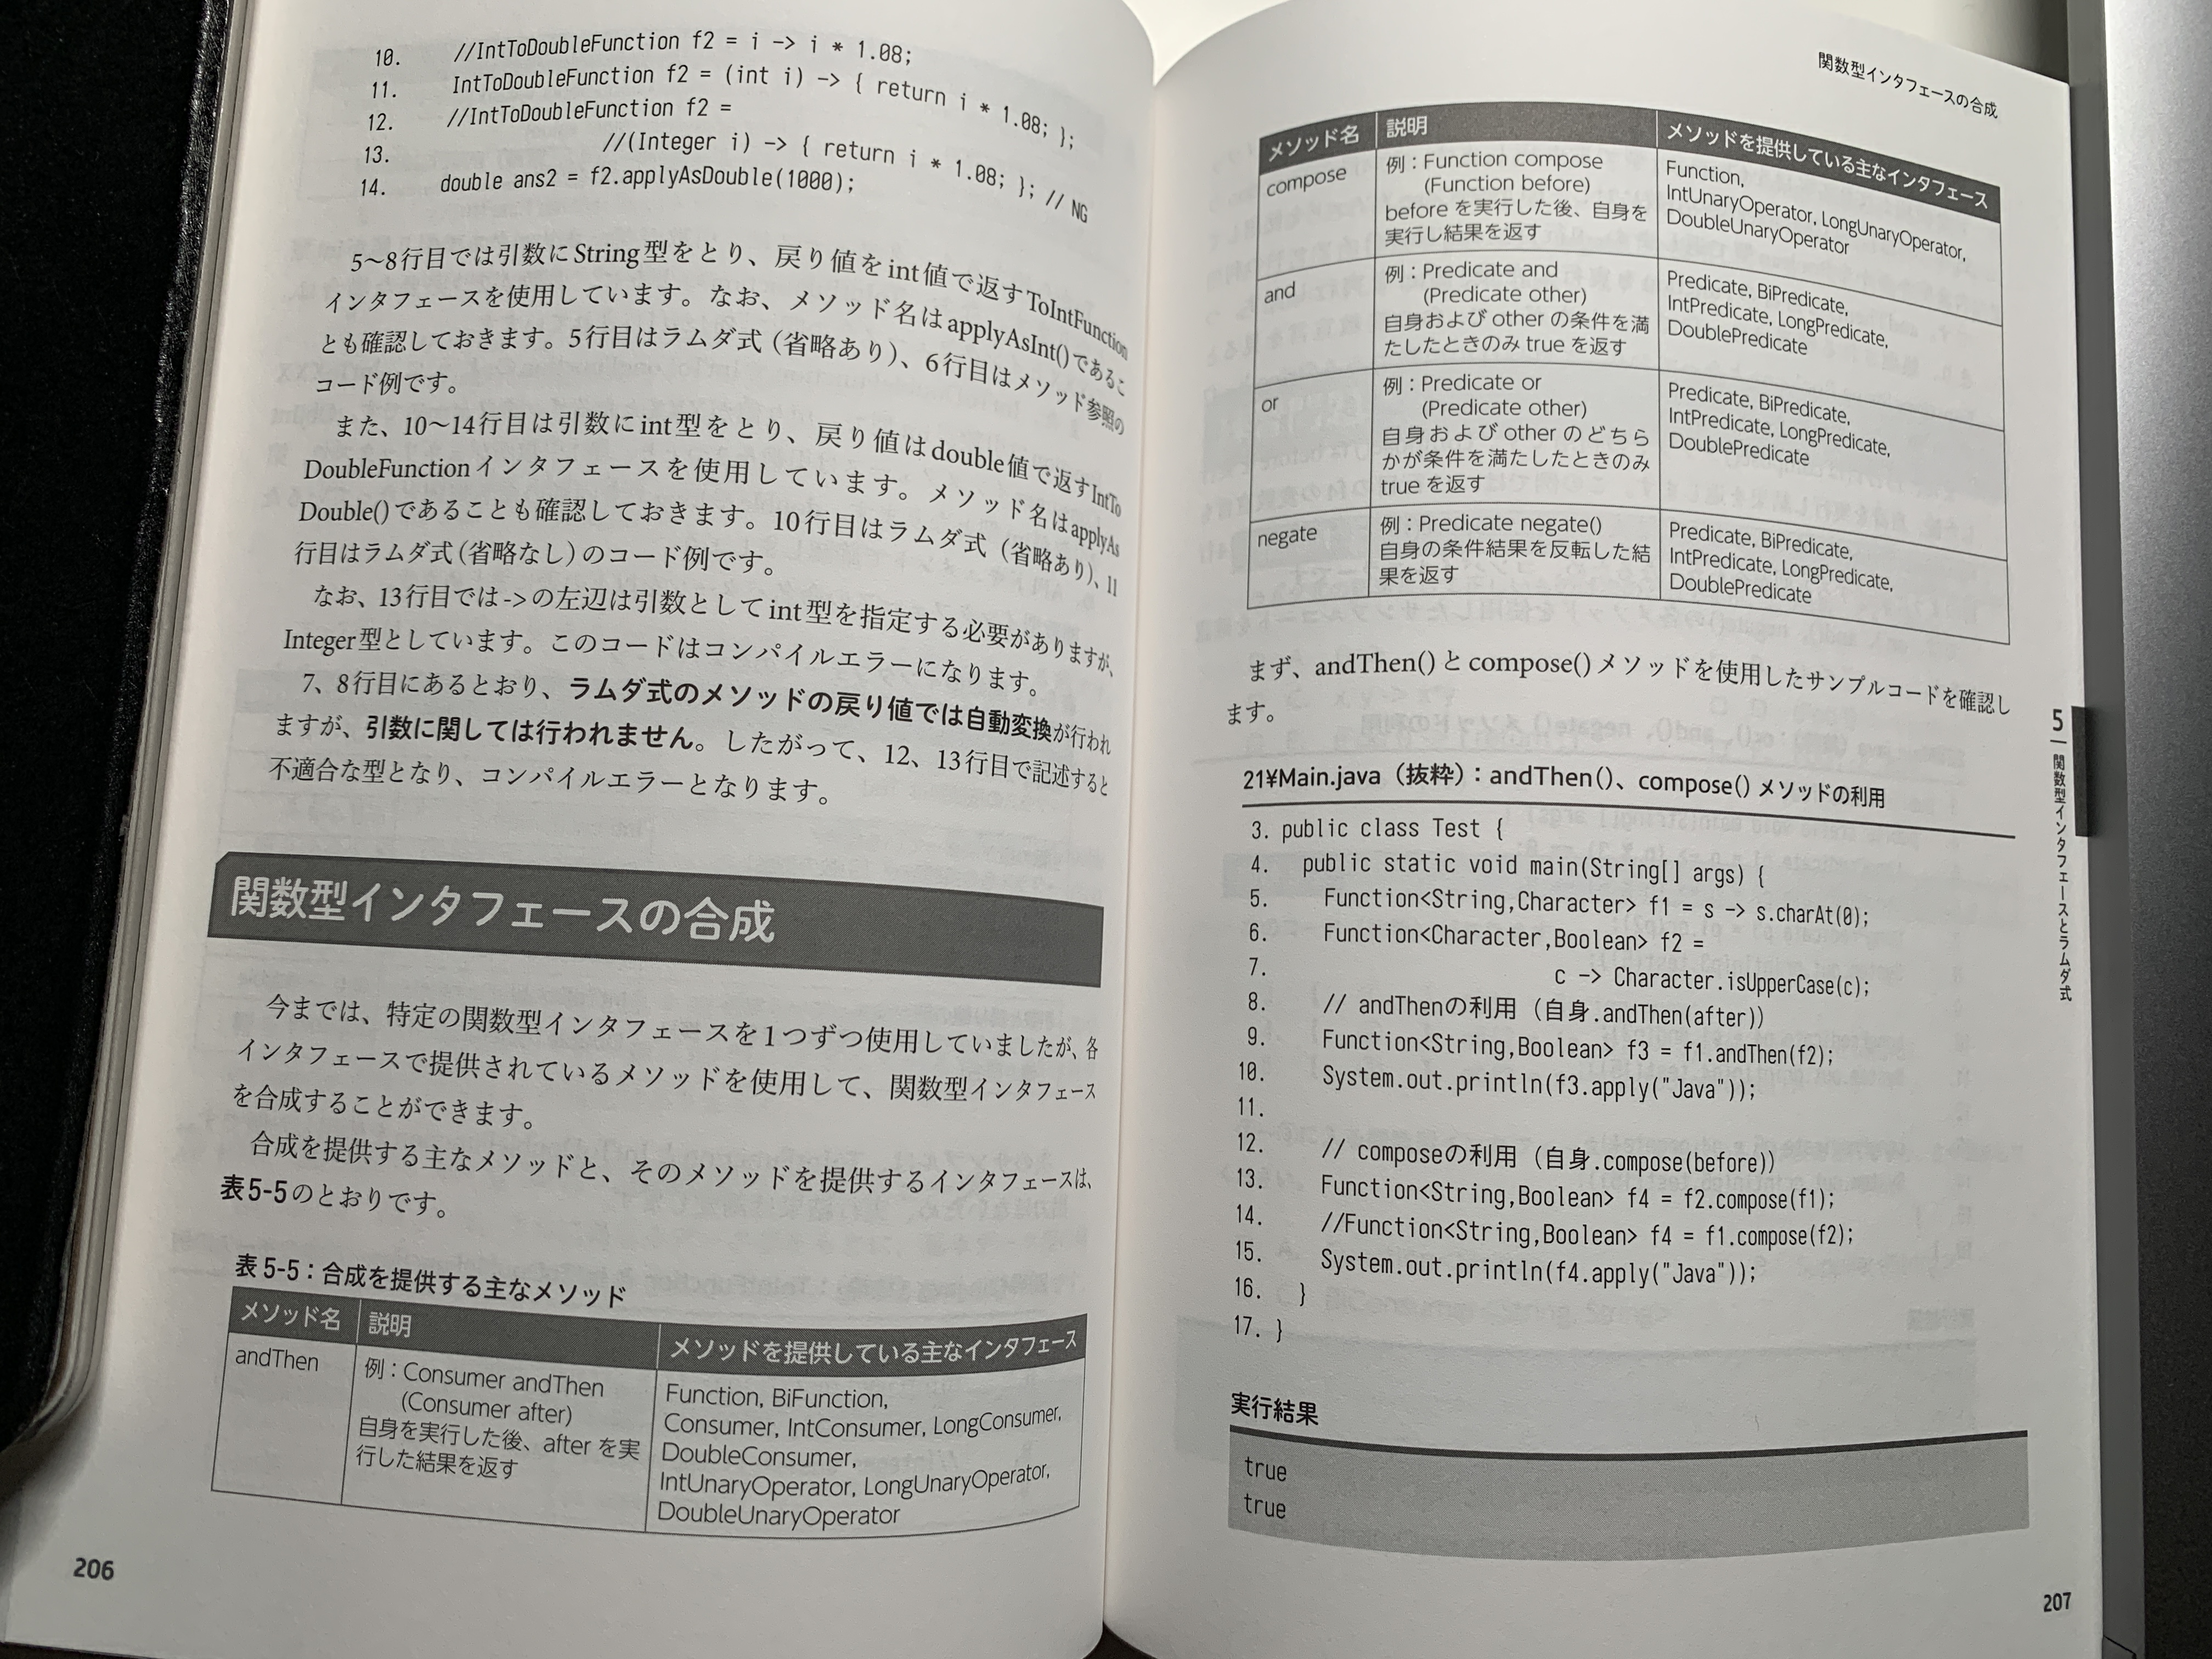 10. //IntToDoubleFunction f2 = i -> i * 1.08;
11. IntToDoubleFunction f2 = (int i) -> { return i * 1.08; };
12. //IntToDoubleFunction f2 =
13. //(Integer i) -> { return i * 1.08; }; // NG
14. double ans2 = f2.applyAsDouble(1000);
5～8行目では引数にString型をとり、戻り値をint値で返すToIntFunction
インタフェースを使用しています。なお、メソッド名はapplyAsInt()であるこ
とも確認しておきます。5行目はラムダ式（省略あり）、6行目はメソッド参照の
コード例です。
また、10～14行目は引数にint型をとり、戻り値はdouble値で返すIntTo
DoubleFunctionインタフェースを使用しています。メソッド名はapplyAs
Double()であることも確認しておきます。10行目はラムダ式（省略あり）、11
行目はラムダ式（省略なし）のコード例です。
なお、13行目では->の左辺は引数としてint型を指定する必要がありますが、
Integer型としています。このコードはコンパイルエラーになります。
7、8行目にあるとおり、ラムダ式のメソッドの戻り値では自動変換が行われ
ますが、引数に関しては行われません。したがって、12、13行目で記述すると
不適合な型となり、コンパイルエラーとなります。
関数型インタフェースの合成
今までは、特定の関数型インタフェースを1つずつ使用していましたが、各
インタフェースで提供されているメソッドを使用して、関数型インタフェース
を合成することができます。
合成を提供する主なメソッドと、そのメソッドを提供するインタフェースは、
表5-5のとおりです。
表5-5：合成を提供する主なメソッド
メソッド名 説明 メソッドを提供している主なインタフェース
andThen
例：Consumer andThen
(Consumer after)
自身を実行した後、after を実
行した結果を返す
Function, BiFunction,
Consumer, IntConsumer, LongConsumer,
DoubleConsumer,
IntUnaryOperator, LongUnaryOperator,
DoubleUnaryOperator
206
関数型インタフェースの合成
メソッド名 説明 メソッドを提供している主なインタフェース
compose
例：Function compose
(Function before)
before を実行した後、自身を
実行し結果を返す
Function,
IntUnaryOperator, LongUnaryOperator,
DoubleUnaryOperator
and
例：Predicate and
(Predicate other)
自身および other の条件を満
たしたときのみ true を返す
Predicate, BiPredicate,
IntPredicate, LongPredicate,
DoublePredicate
or
例：Predicate or
(Predicate other)
自身および other のどちら
かが条件を満たしたときのみ
true を返す
Predicate, BiPredicate,
IntPredicate, LongPredicate,
DoublePredicate
negate
例：Predicate negate()
自身の条件結果を反転した結
果を返す
Predicate, BiPredicate,
IntPredicate, LongPredicate,
DoublePredicate
まず、andThen()とcompose()メソッドを使用したサンプルコードを確認し
ます。
21¥Main.java（抜粋）：andThen()、compose() メソッドの利用
3. public class Test {
4. public static void main(String[] args) {
5. Function<String,Character> f1 = s -> s.charAt(0);
6. Function<Character,Boolean> f2 =
7. c -> Character.isUpperCase(c);
8. // andThenの利用（自身.andThen(after)）
9. Function<String,Boolean> f3 = f1.andThen(f2);
10. System.out.println(f3.apply("Java"));
11.
12. // composeの利用（自身.compose(before)）
13. Function<String,Boolean> f4 = f2.compose(f1);
14. //Function<String,Boolean> f4 = f1.compose(f2);
15. System.out.println(f4.apply("Java"));
16. }
17. }
実行結果
true
true
5 関数型インタフェースとラムダ式
207